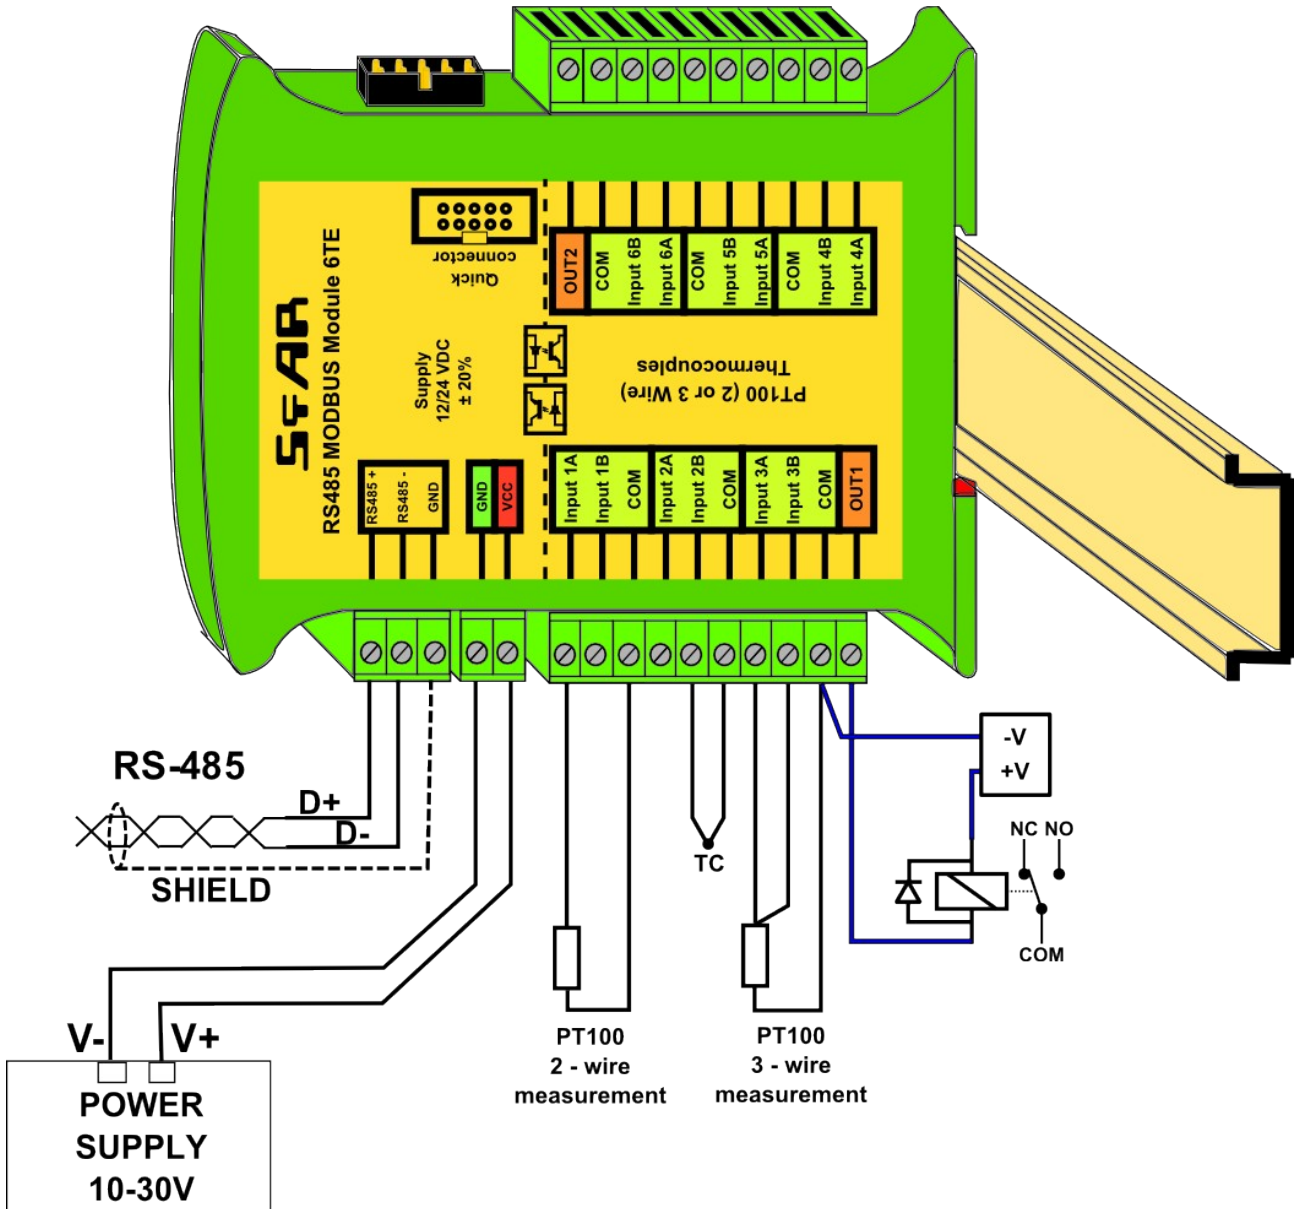 Quick
connector
OUT2
COM
Input 6B
Input 6A
COM
Input 5B
Input 5A
COM
Input 4B
Input 4A
SfAR
RS485 MODBUS Module 6TE
Supply
12/24 VDC
± 20%
PT100 (2 or 3 Wire)
Thermocouples
RS485 +
RS485 -
GND
GND
VCC
Input 1A
Input 1B
COM
Input 2A
Input 2B
COM
Input 3A
Input 3B
COM
OUT1
RS-485
D+
D-
SHIELD
TC
-V
+V
NC NO
COM
V- V+
POWER
SUPPLY
10-30V
PT100
2 - wire
measurement
PT100
3 - wire
measurement